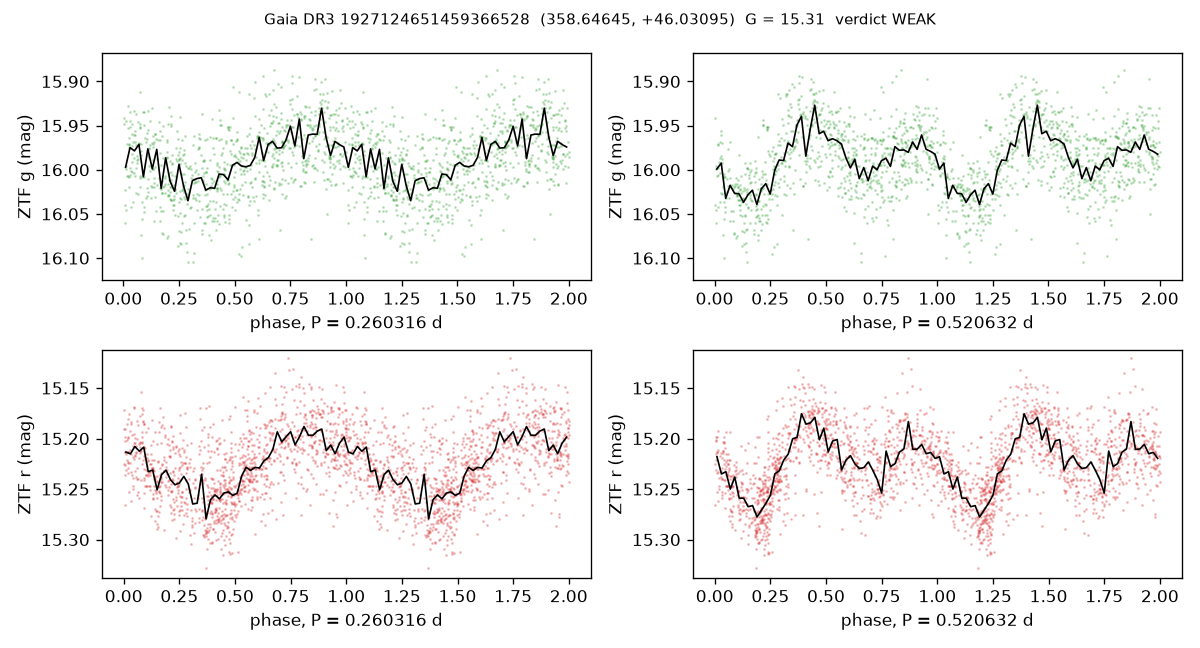 Gaia DR3 1927124651459366528  (358.64645, +46.03095)  G = 15.31  verdict WEAK
ZTF g (mag)
15.90
15.95
16.00
16.05
16.10
0.00 0.25 0.50 0.75 1.00 1.25 1.50 1.75 2.00
phase, P = 0.260316 d
ZTF g (mag)
15.90
15.95
16.00
16.05
16.10
0.00 0.25 0.50 0.75 1.00 1.25 1.50 1.75 2.00
phase, P = 0.520632 d
ZTF r (mag)
15.15
15.20
15.25
15.30
0.00 0.25 0.50 0.75 1.00 1.25 1.50 1.75 2.00
phase, P = 0.260316 d
ZTF r (mag)
15.15
15.20
15.25
15.30
0.00 0.25 0.50 0.75 1.00 1.25 1.50 1.75 2.00
phase, P = 0.520632 d